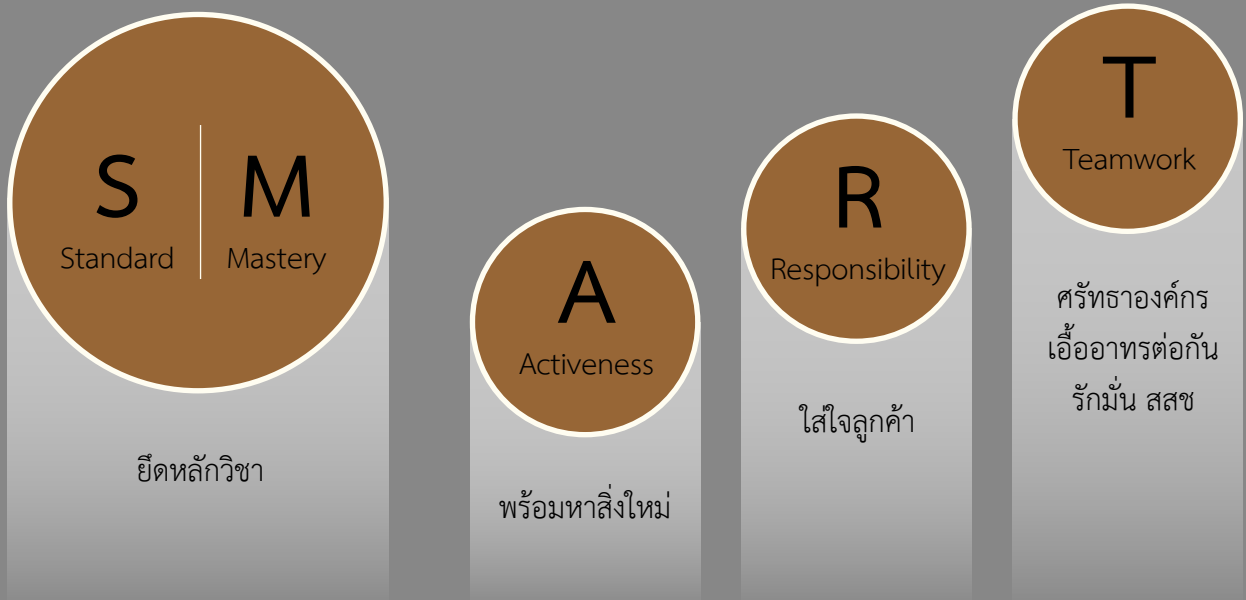 S
Standard
M
Mastery
ยึดหลักวิชา
A
Activeness
พร้อมหาสิ่งใหม่
R
Responsibility
ใส่ใจลูกค้า
T
Teamwork
ศรัทธาองค์กร
เอื้ออาทรต่อกัน
รักมั่น สสช